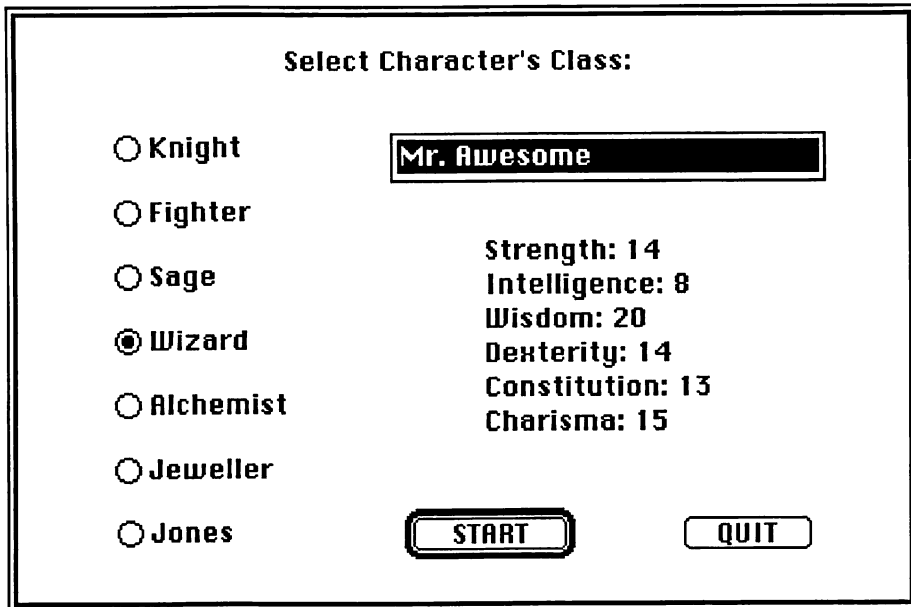 Select Character's Class:
Knight
Mr. Awesome
Fighter
Sage
Wizard
Alchemist
Jeweller
Jones
Strength: 14
Intelligence: 8
Wisdom: 20
Dexterity: 14
Constitution: 13
Charisma: 15
START
QUIT